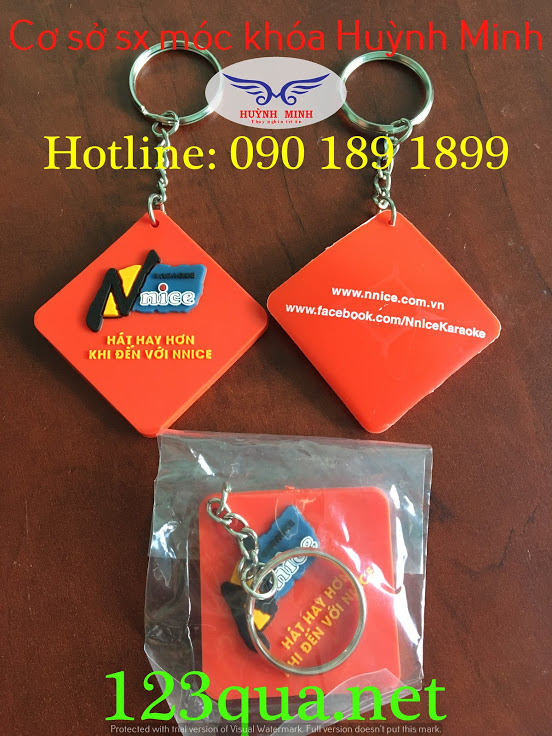 Cơ sở sx móc khóa Huỳnh Minh
HUỲNH MINH
Hotline: 090 189 1899
KARAOKE
Nnice
HÁT HAY HƠN
KHI ĐẾN VỚI NNICE
www.nnice.com.vn
www.facebook.com/NniceKaraoke
nice
HÁT HAY HƠN
KHI ĐẾN VỚI NNICE
123qua.net
Protected with trial version of Visual Watermark. Full version doesn't put this mark.